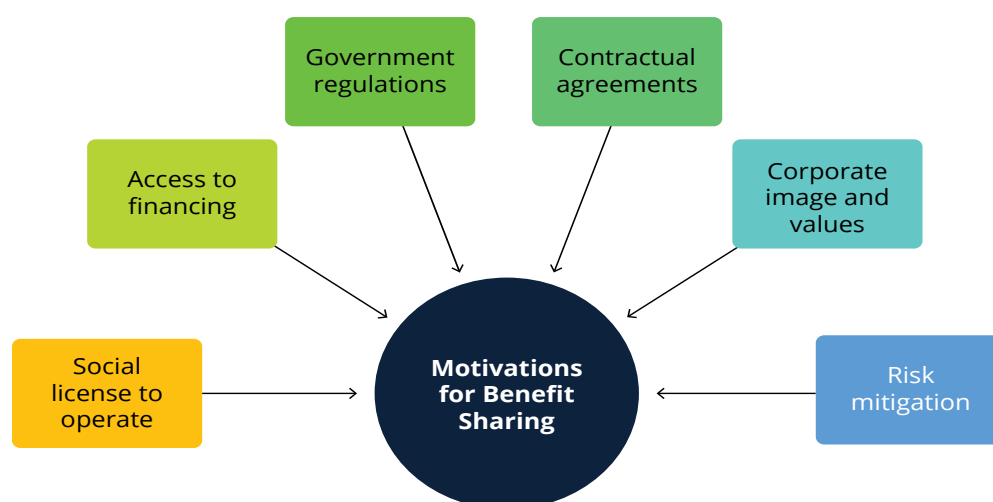 Government
regulations
Contractual
agreements
Access to
financing
Corporate
image and
values
Social
license to
operate
Motivations
for Benefit
Sharing
Risk
mitigation